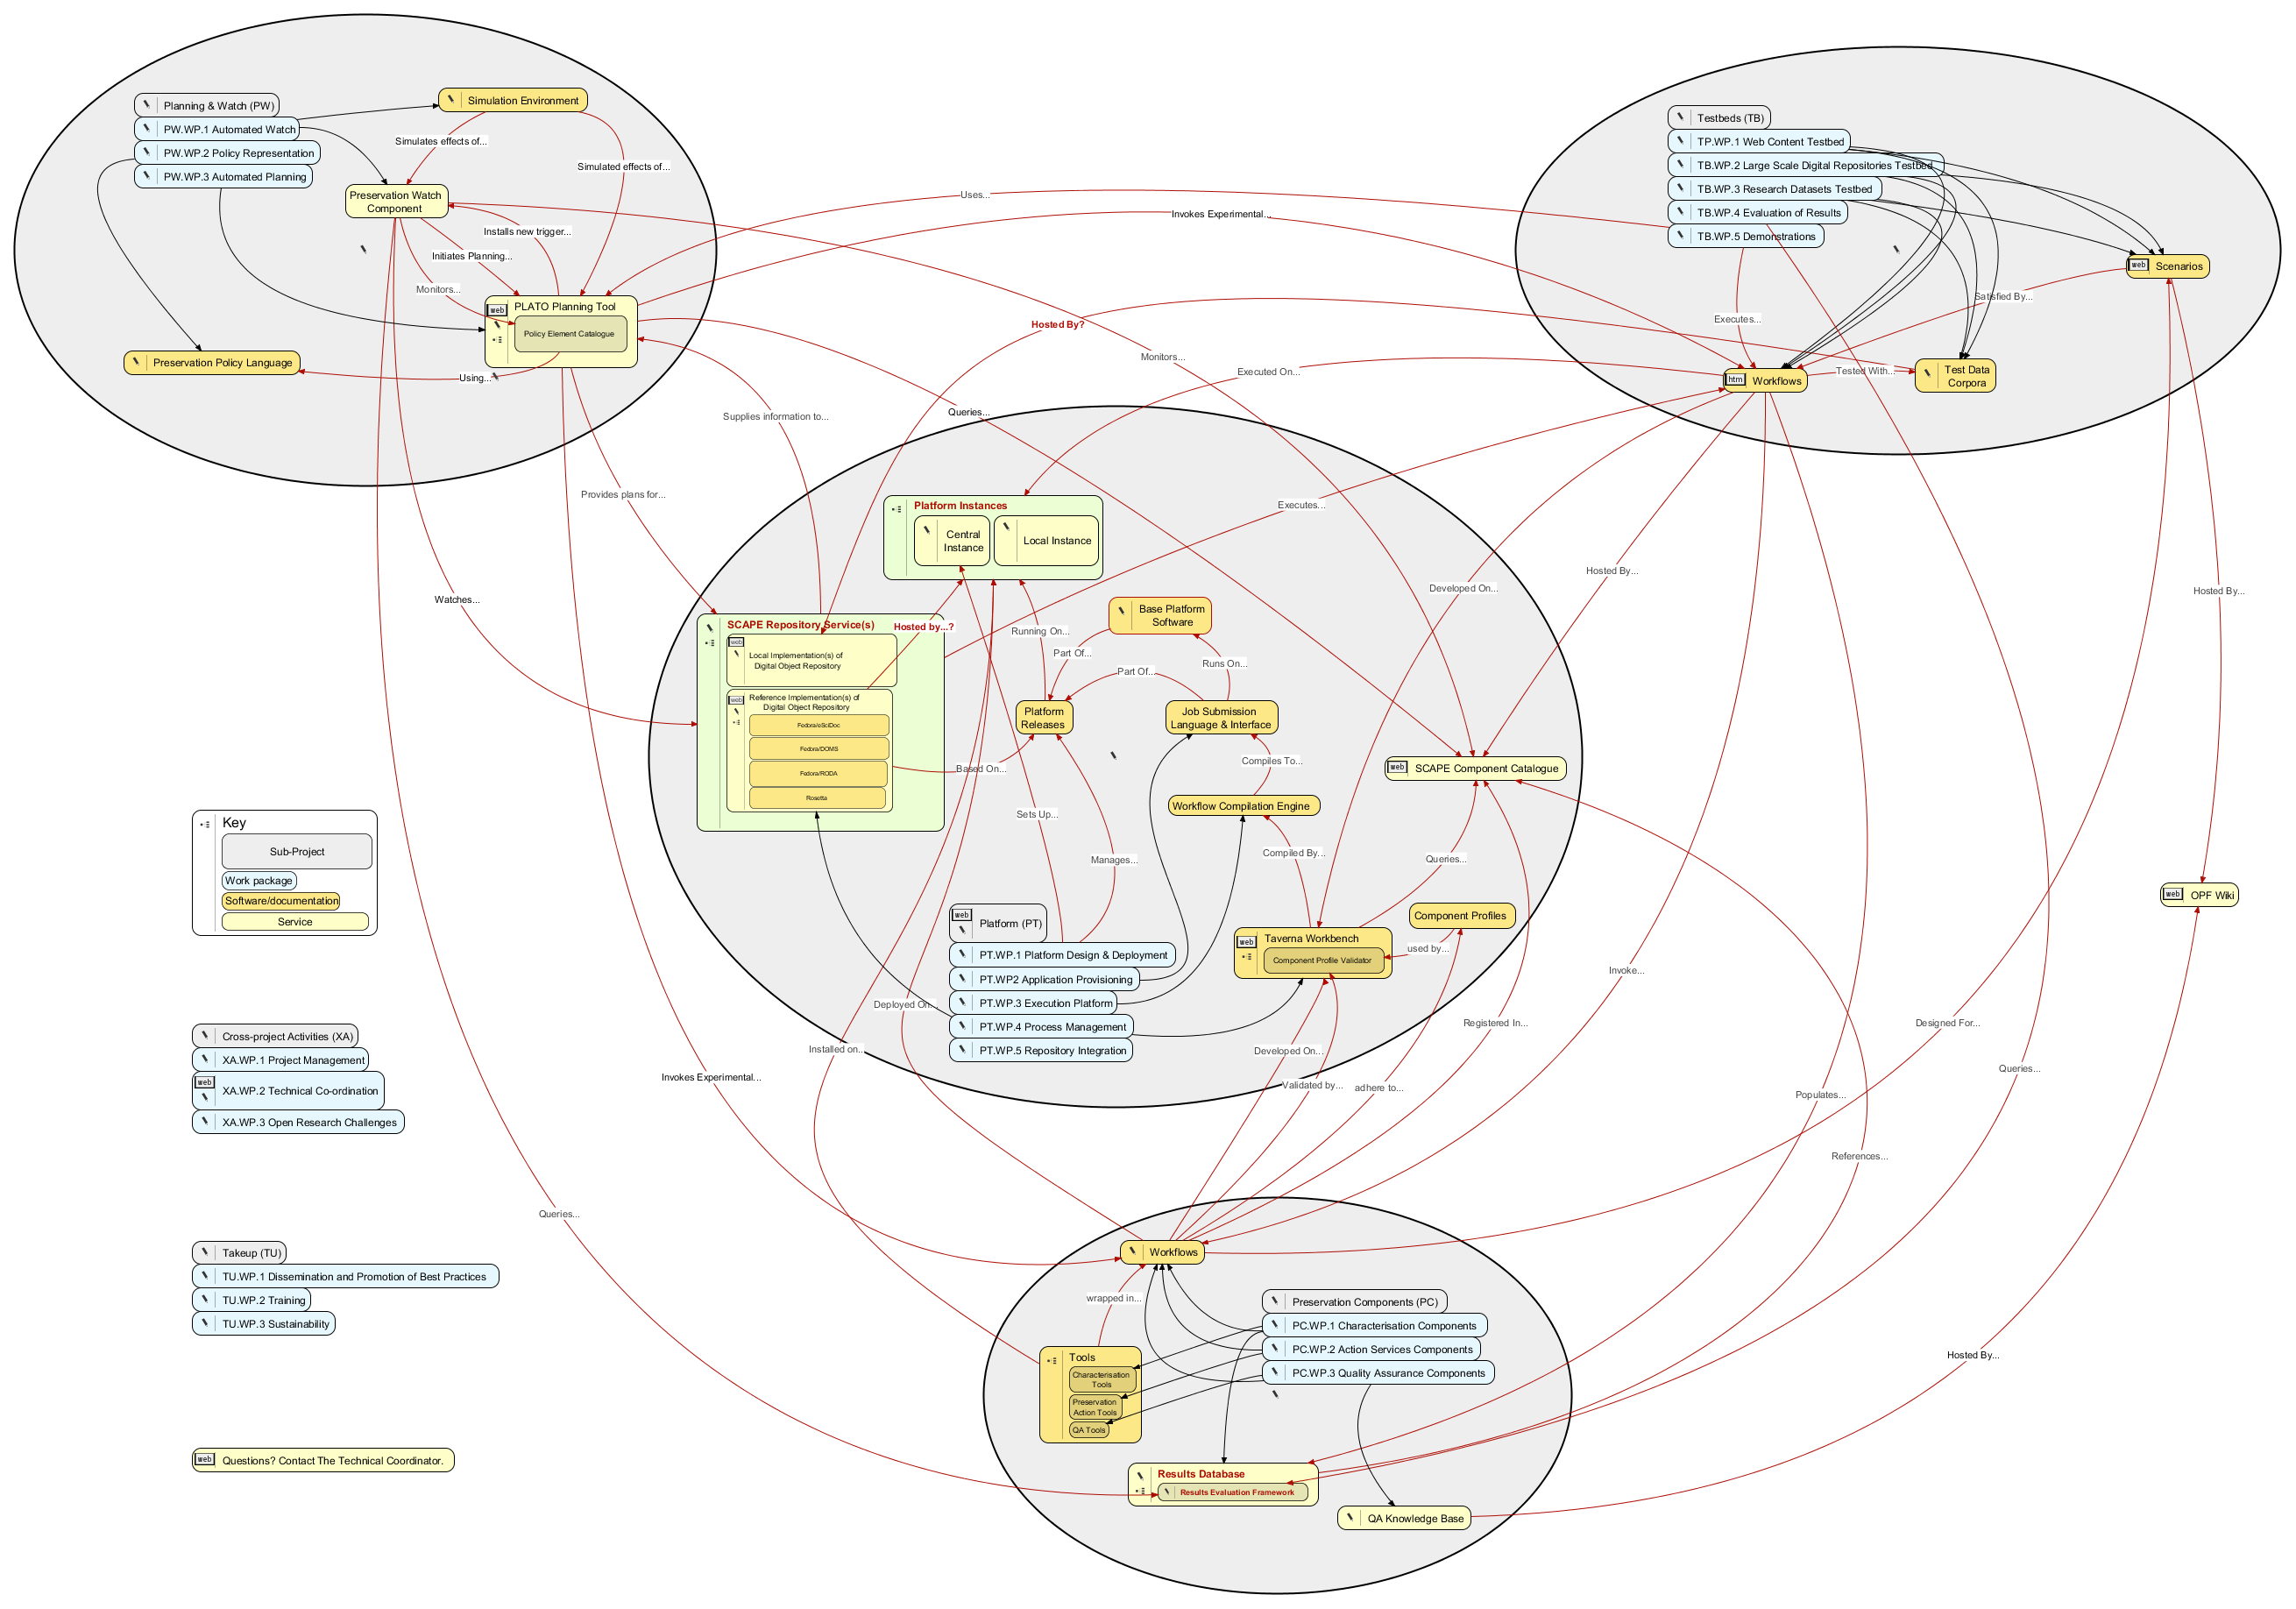 Planning & Watch (PW)
PW.WP.1 Automated Watch
PW.WP.2 Policy Representation
PW.WP.3 Automated Planning
Simulation Environment
Simulates effects of...
Simulated effects of...
Preservation Watch
Component
Installs new trigger...
Initiates Planning...
Monitors...
web
PLATO Planning Tool
Policy Element Catalogue
Preservation Policy Language
Using...
Testbeds (TB)
TP.WP.1 Web Content Testbed
TB.WP.2 Large Scale Digital Repositories Testbed
TB.WP.3 Research Datasets Testbed
TB.WP.4 Evaluation of Results
TB.WP.5 Demonstrations
web
Scenarios
Satisfied By...
Executes...
htm
Workflows
Tested With...
Test Data
Corpora
Uses...
Invokes Experimental...
Hosted By?
Monitors...
Executed On...
Queries...
Supplies information to...
Provides plans for...
Executes...
Watches...
Developed On...
Hosted By...
Hosted By...
Platform Instances
Central
Instance
Local Instance
SCAPE Repository Service(s)
Hosted by...?
web
Local Implementation(s) of
Digital Object Repository
web
Reference Implementation(s) of
Digital Object Repository
Fedora/eSciDoc
Fedora/DOMS
Fedora/RODA
Rosetta
Base Platform
Software
Running On...
Part Of...
Runs On...
Part Of...
Platform
Releases
Job Submission
Language & Interface
Based On...
Compiles To...
web
SCAPE Component Catalogue
Workflow Compilation Engine
Sets Up...
Manages...
Compiled By...
Queries...
web
Platform (PT)
PT.WP.1 Platform Design & Deployment
PT.WP2 Application Provisioning
PT.WP.3 Execution Platform
PT.WP.4 Process Management
PT.WP.5 Repository Integration
Component Profiles
web
Taverna Workbench
Component Profile Validator
used by...
web
OPF Wiki
Key
Sub-Project
Work package
Software/documentation
Service
Deployed On...
Installed on...
Developed On...
Validated by...
adhere to...
Registered In...
Invoke...
Designed For...
Queries...
Populates...
References...
Invokes Experimental...
Queries...
Hosted By...
Cross-project Activities (XA)
XA.WP.1 Project Management
web
XA.WP.2 Technical Co-ordination
XA.WP.3 Open Research Challenges
Takeup (TU)
TU.WP.1 Dissemination and Promotion of Best Practices
TU.WP.2 Training
TU.WP.3 Sustainability
web
Questions? Contact The Technical Coordinator.
Workflows
wrapped in...
Preservation Components (PC)
PC.WP.1 Characterisation Components
PC.WP.2 Action Services Components
PC.WP.3 Quality Assurance Components
Tools
Characterisation
Tools
Preservation
Action Tools
QA Tools
Results Database
Results Evaluation Framework
QA Knowledge Base